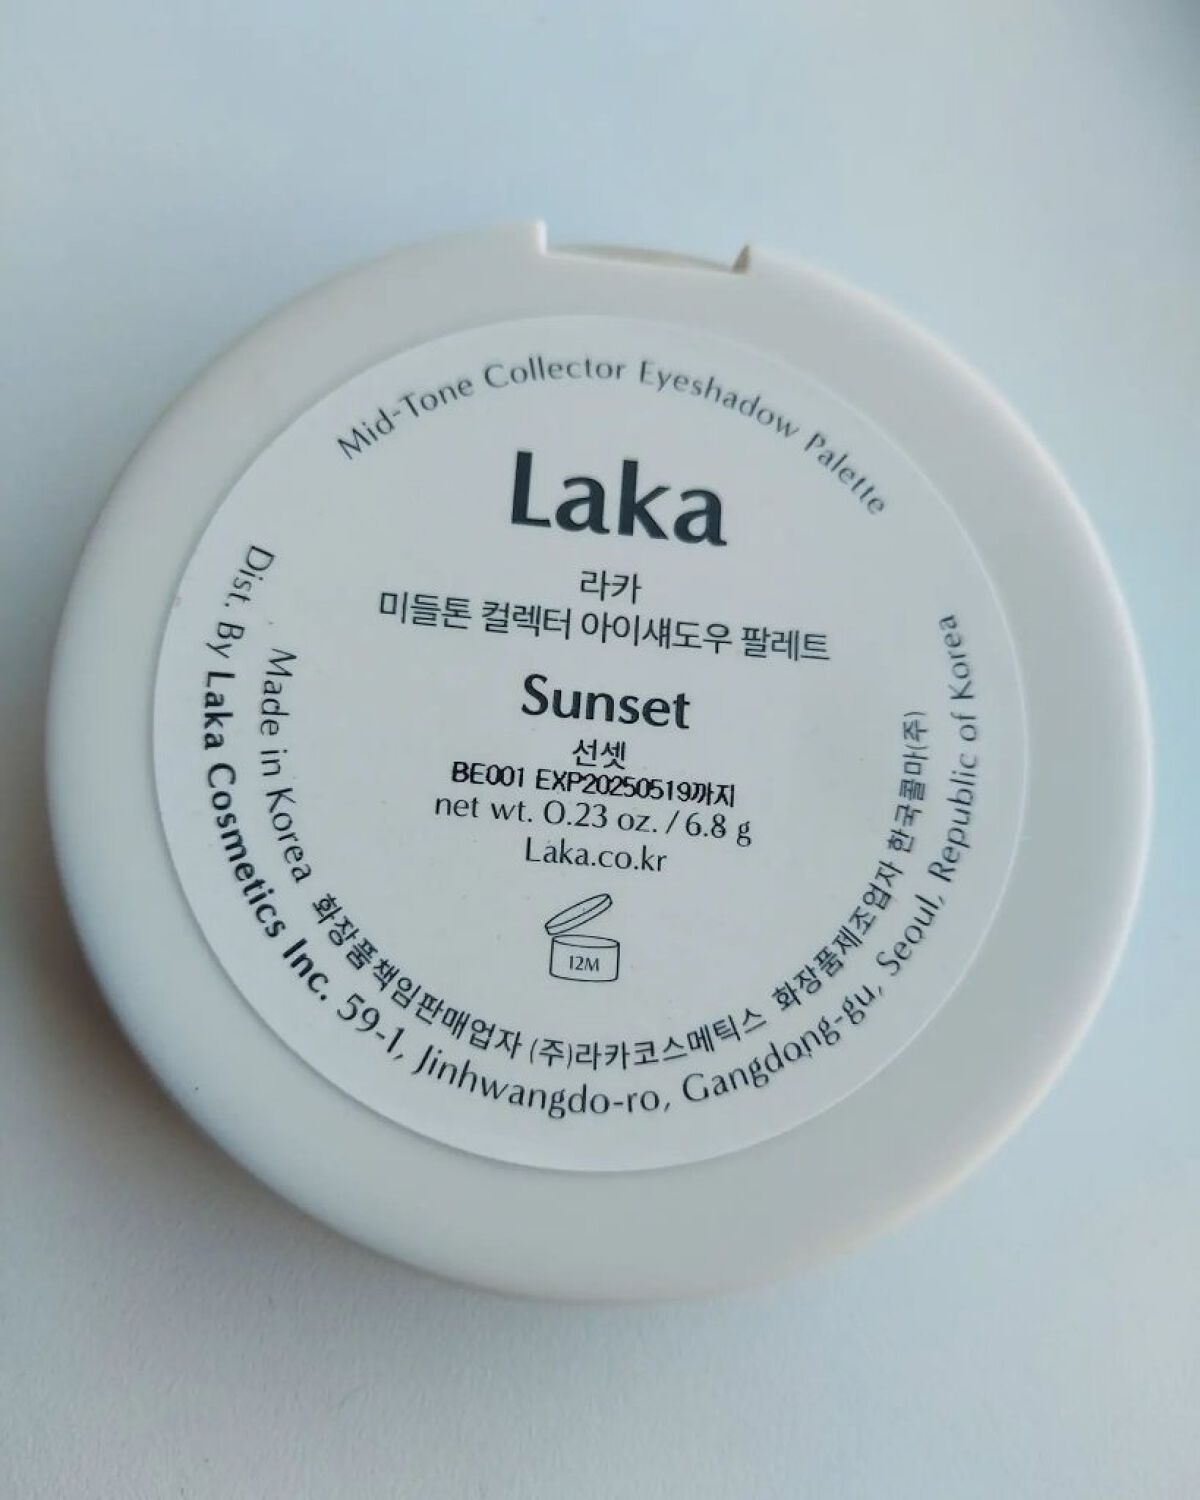 Mid-Tone Collector Eyeshadow Palette
Laka
라카
미들톤 컬렉터 아이섀도우 팔레트
Sunset
선셋
BE001 EXP20250519까지
net wt. 0.23 oz. / 6.8 g
Laka.co.kr
12M
Made in Korea 화장품책임판매업자 (주)라카코스메틱스 화장품제조업자 한국콜마(주)
Dist. By Laka Cosmetics Inc. 59-1, Jinhwangdo-ro, Gangdong-gu, Seoul, Republic of Korea